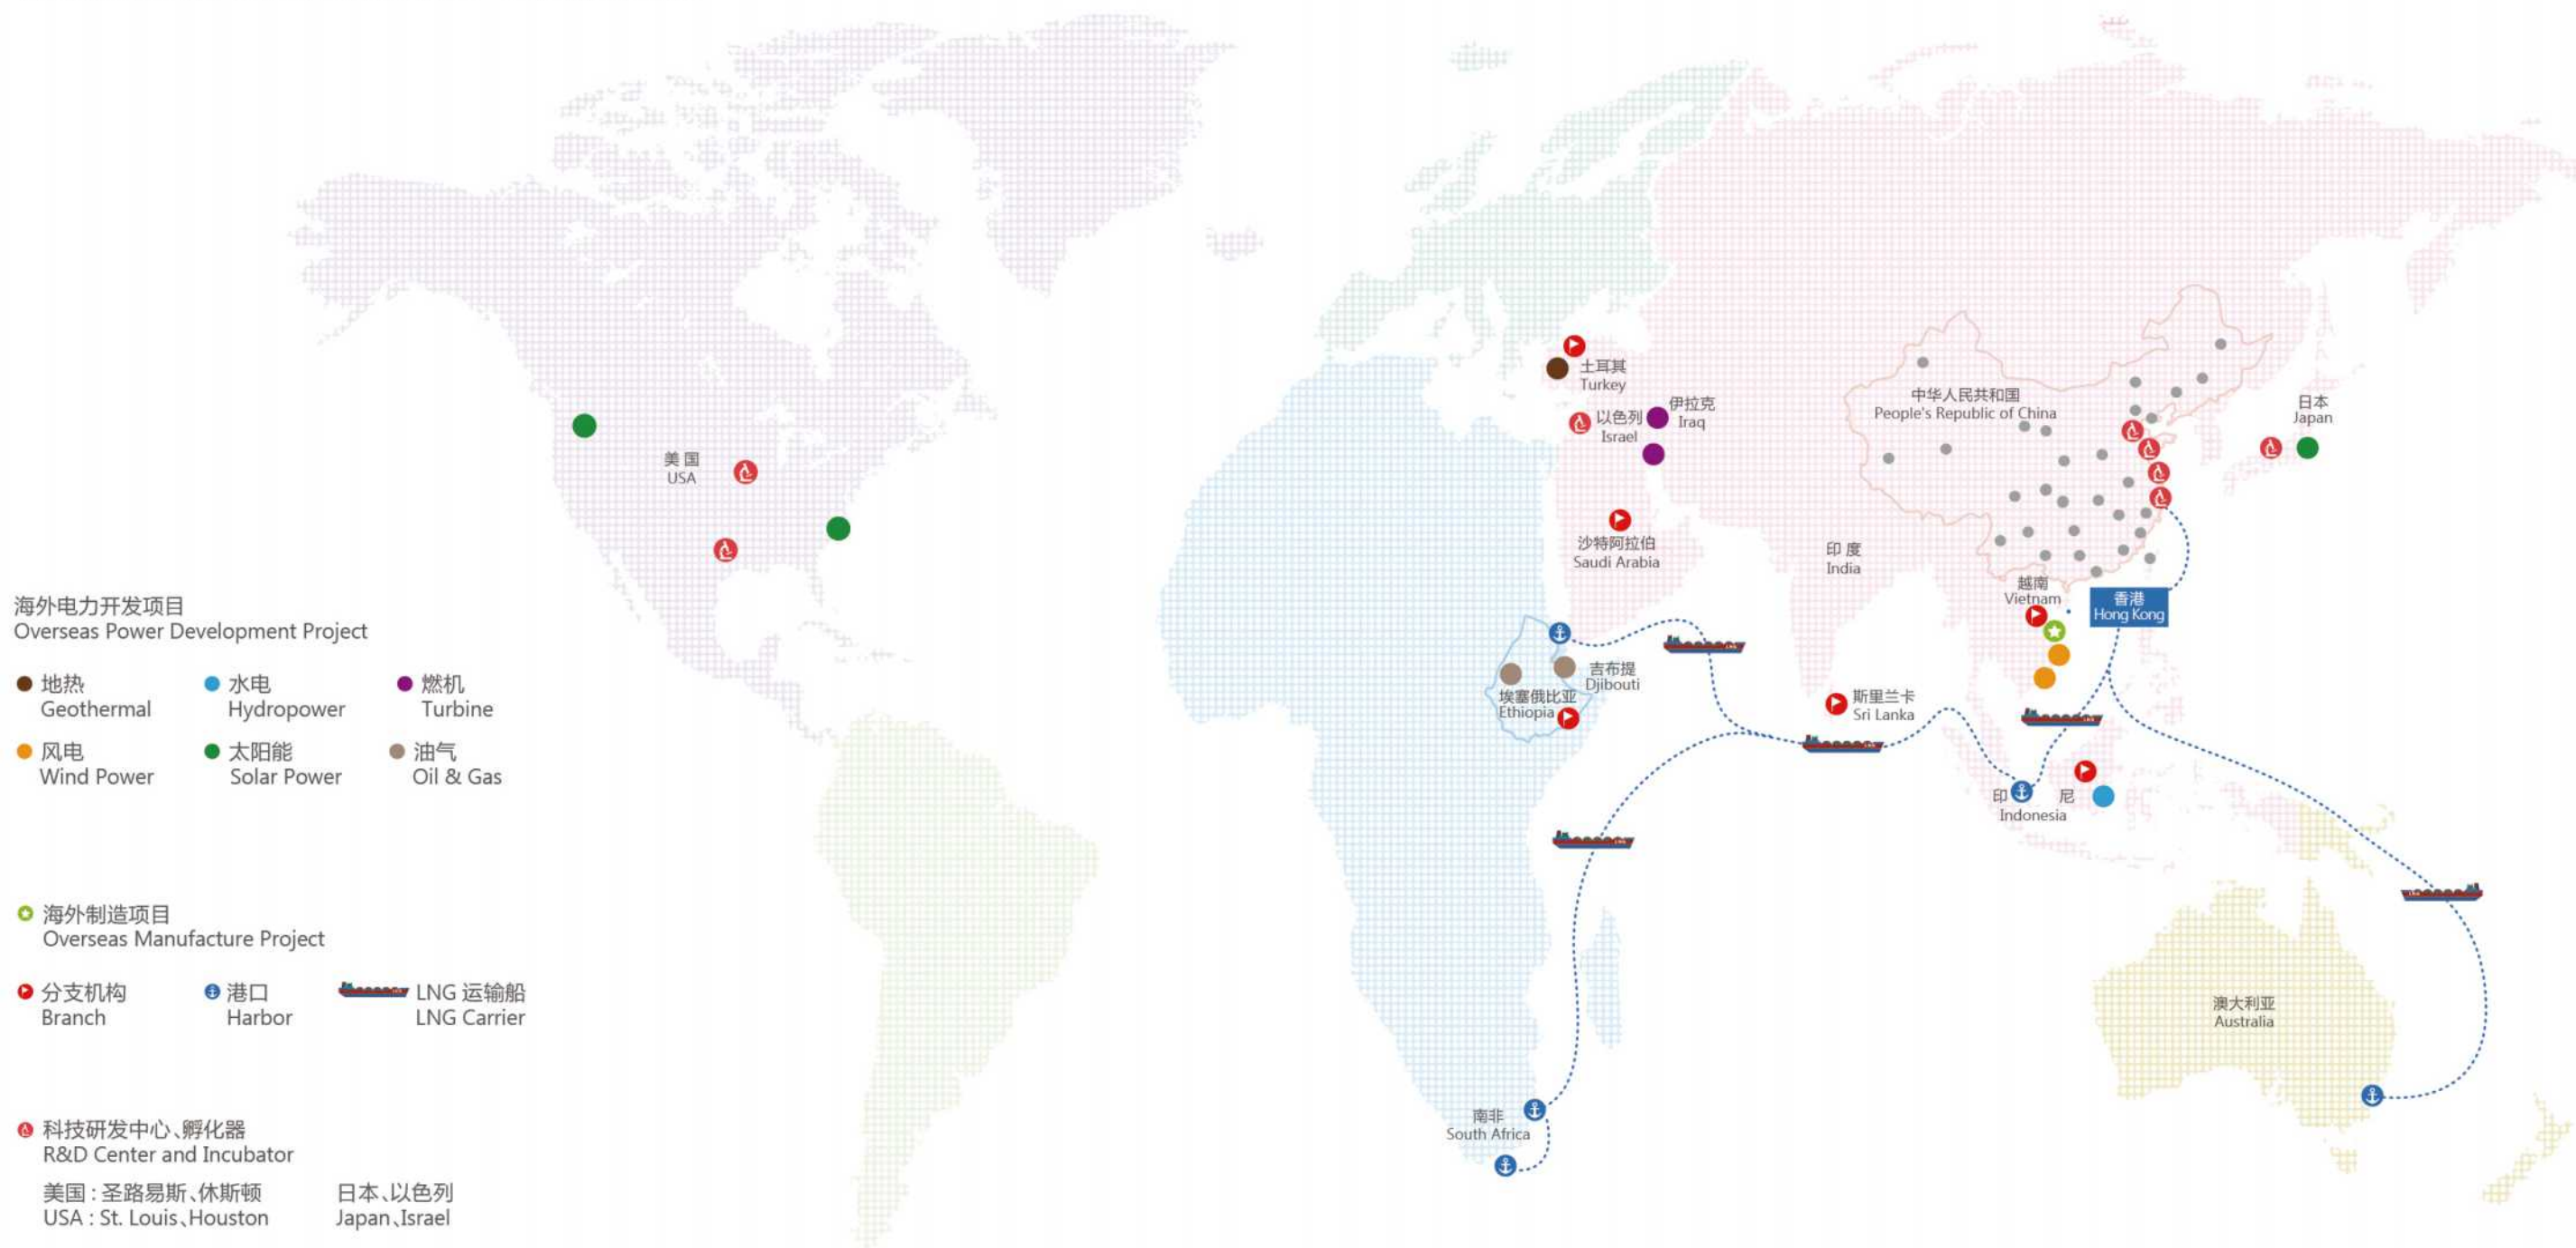 土耳其
Turkey
伊拉克
Iraq
以色列
Israel
中华人民共和国
People's Republic of China
日本
Japan
美国
USA
沙特阿拉伯
Saudi Arabia
印度
India
越南
Vietnam
香港
Hong Kong
吉布提
Djibouti
埃塞俄比亚
Ethiopia
斯里兰卡
Sri Lanka
印 尼
Indonesia
澳大利亚
Australia
南非
South Africa
海外电力开发项目
Overseas Power Development Project
地热
Geothermal
水电
Hydropower
燃机
Turbine
风电
Wind Power
太阳能
Solar Power
油气
Oil & Gas
海外制造项目
Overseas Manufacture Project
分支机构
Branch
港口
Harbor
LNG 运输船
LNG Carrier
科技研发中心、孵化器
R&D Center and Incubator
美国：圣路易斯、休斯顿
USA : St. Louis、Houston
日本、以色列
Japan、Israel